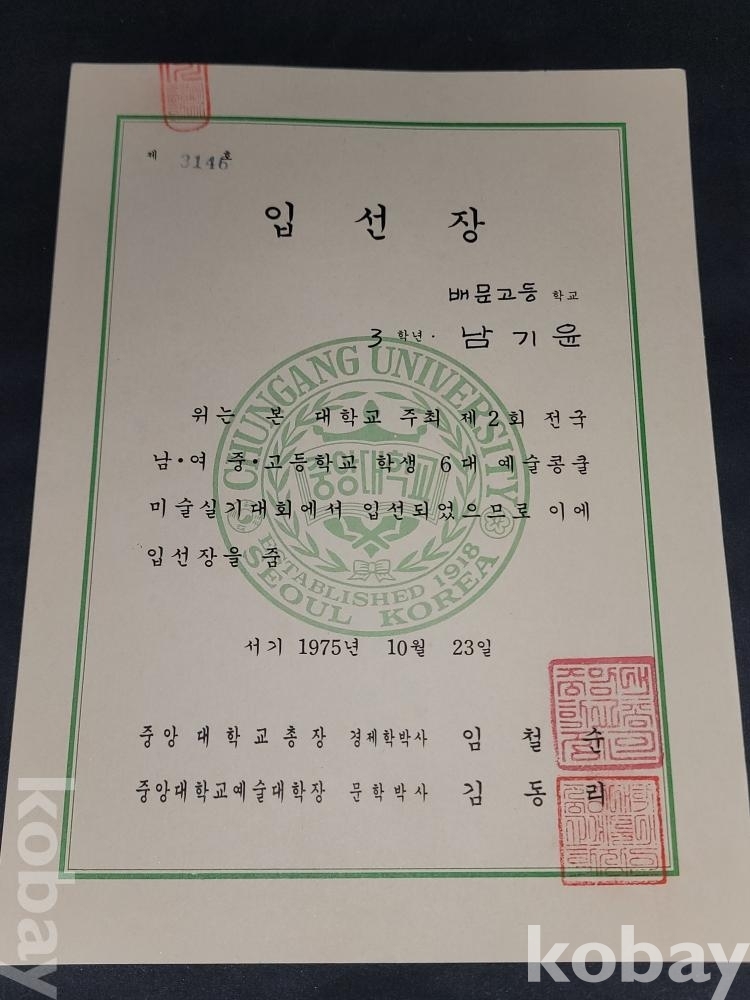 제 3146호
입 선 장
배문고등 학교
3 학년· 남기윤
위는 본 대학교 주최 제2회 전국
남·여 중·고등학교 학생 6대 예술콩쿨
미술실기대회에서 입선되었으므로 이에
입선장을 줌
서기 1975년 10월 23일
중앙대학교총장 경제학박사 임철순
중앙대학교예술대학장 문학박사 김동리
CHUNGANG UNIVERSITY
중앙대학교
ESTABLISHED 1918
SEOUL KOREA
kobay
kobay